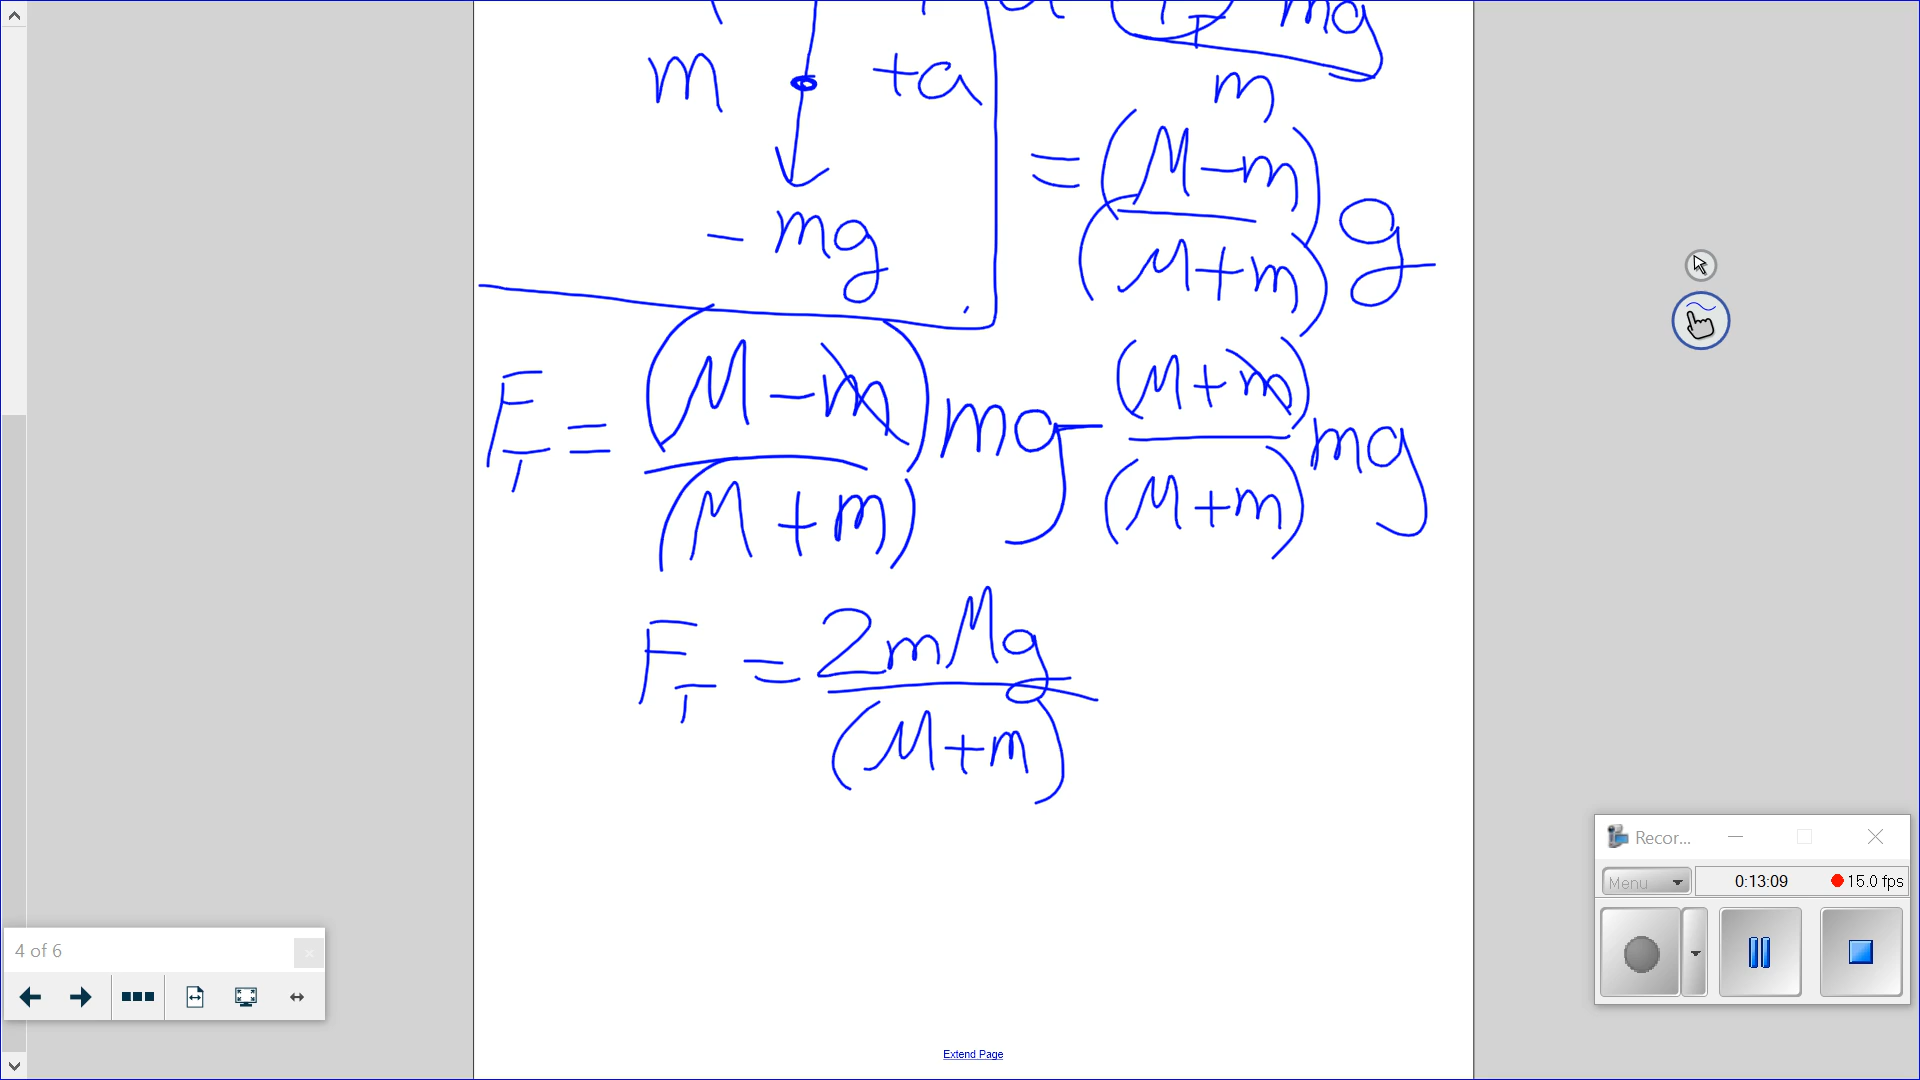 mg
m +a m
= (M-m) / (M+m) g
- mg
F_T = (M-m) / (M+m) mg - (M+m) / (M+m) mg
F_T = 2mMg / (M+m)
Extend Page
4 of 6
Recor...
Menu 0:13:09 15.0 fps